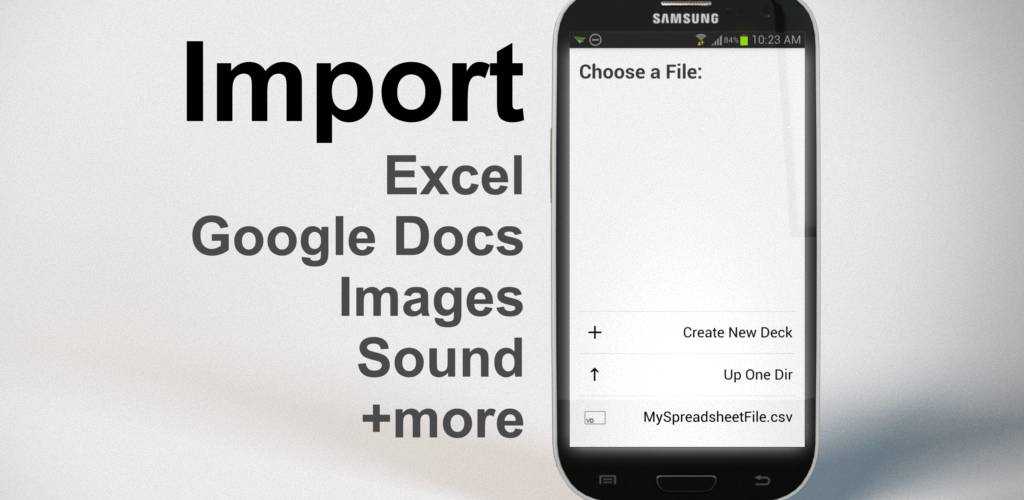 Import
Excel
Google Docs
Images
Sound
+more
SAMSUNG
84% 10:23 AM
Choose a File:
Create New Deck
Up One Dir
VD
MySpreadsheetFile.csv